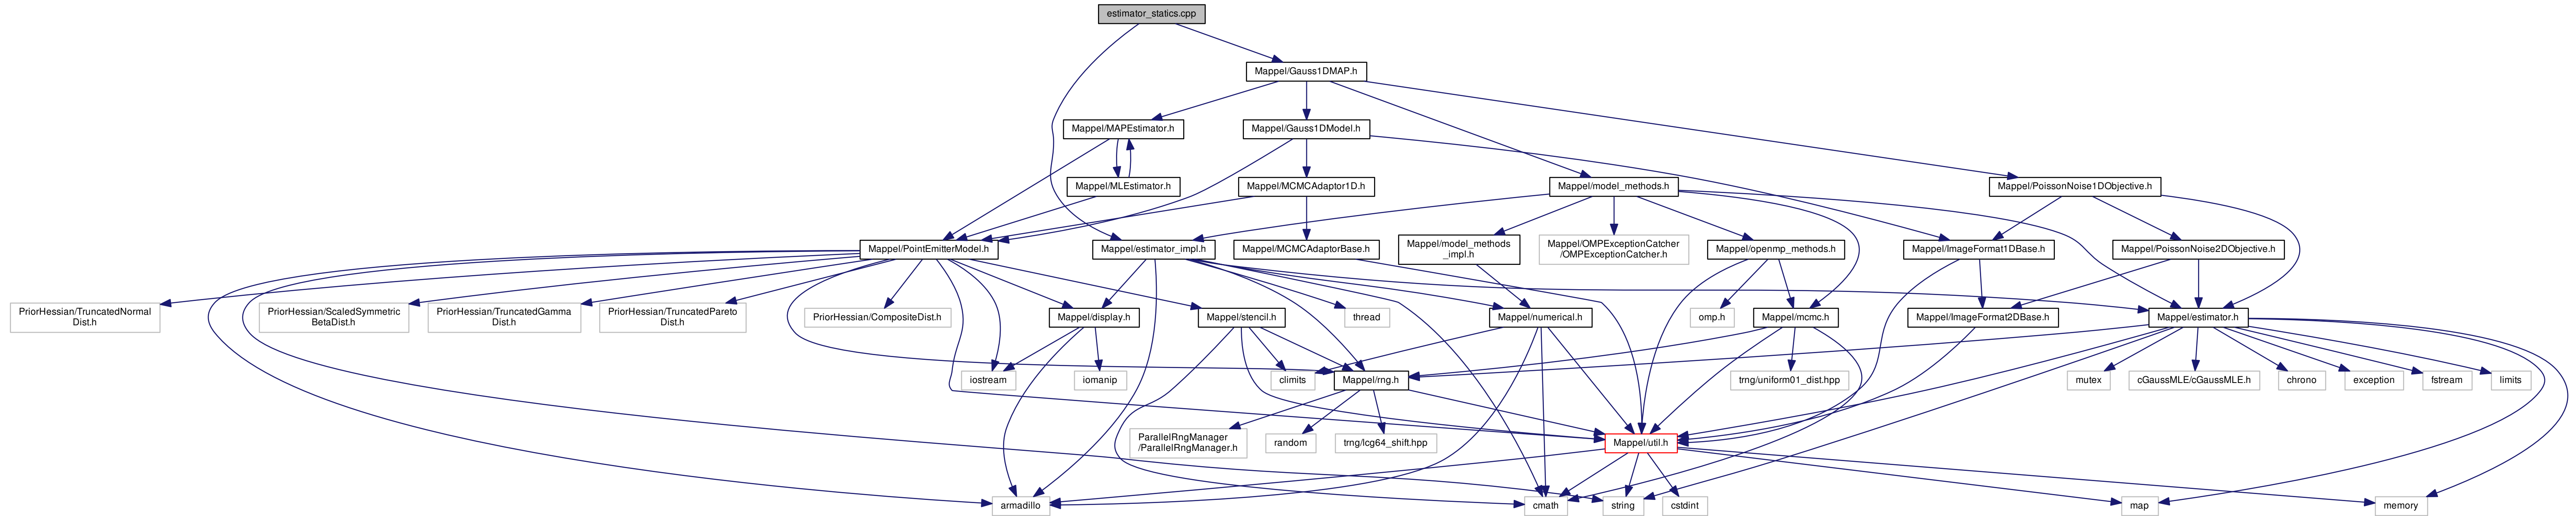 estimator_statics.cpp
Mappel/Gauss1DMAP.h
Mappel/MAPEstimator.h
Mappel/Gauss1DModel.h
Mappel/MLEstimator.h
Mappel/MCMCAdaptor1D.h
Mappel/model_methods.h
Mappel/PoissonNoise1DObjective.h
Mappel/PointEmitterModel.h
Mappel/estimator_impl.h
Mappel/MCMCAdaptorBase.h
Mappel/model_methods
_impl.h
Mappel/OMPExceptionCatcher
/OMPExceptionCatcher.h
Mappel/openmp_methods.h
Mappel/ImageFormat1DBase.h
Mappel/PoissonNoise2DObjective.h
PriorHessian/TruncatedNormal
Dist.h
PriorHessian/ScaledSymmetric
BetaDist.h
PriorHessian/TruncatedGamma
Dist.h
PriorHessian/TruncatedPareto
Dist.h
PriorHessian/CompositeDist.h
Mappel/display.h
Mappel/stencil.h
thread
Mappel/numerical.h
omp.h
Mappel/mcmc.h
Mappel/ImageFormat2DBase.h
Mappel/estimator.h
iostream
iomanip
climits
Mappel/rng.h
trng/uniform01_dist.hpp
mutex
cGaussMLE/cGaussMLE.h
chrono
exception
fstream
limits
ParallelRngManager
/ParallelRngManager.h
random
trng/lcg64_shift.hpp
Mappel/util.h
armadillo
cmath
string
cstdint
map
memory